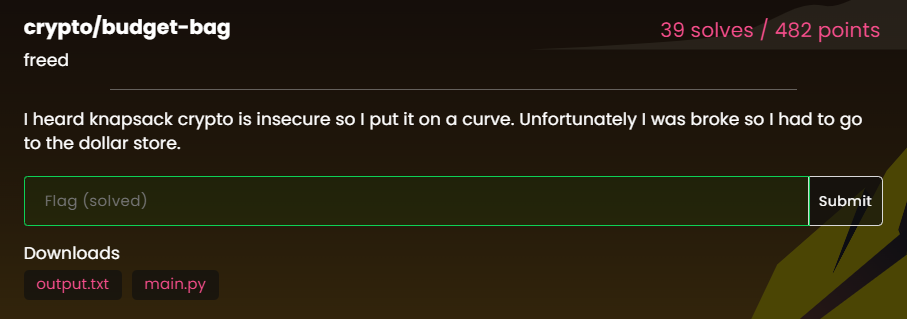 crypto/budget-bag
39 solves / 482 points
freed
I heard knapsack crypto is insecure so I put it on a curve. Unfortunately I was broke so I had to go
to the dollar store.
Flag (solved)
Submit
Downloads
output.txt
main.py